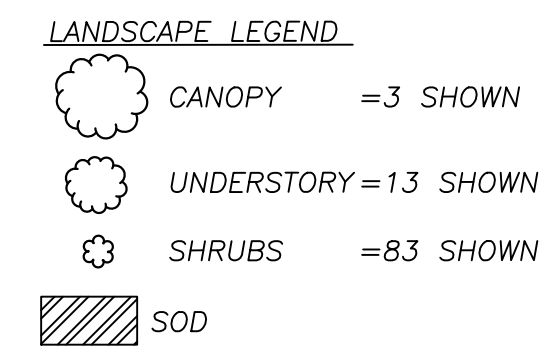 LANDSCAPE LEGEND
CANOPY =3 SHOWN
UNDERSTORY =13 SHOWN
SHRUBS =83 SHOWN
SOD